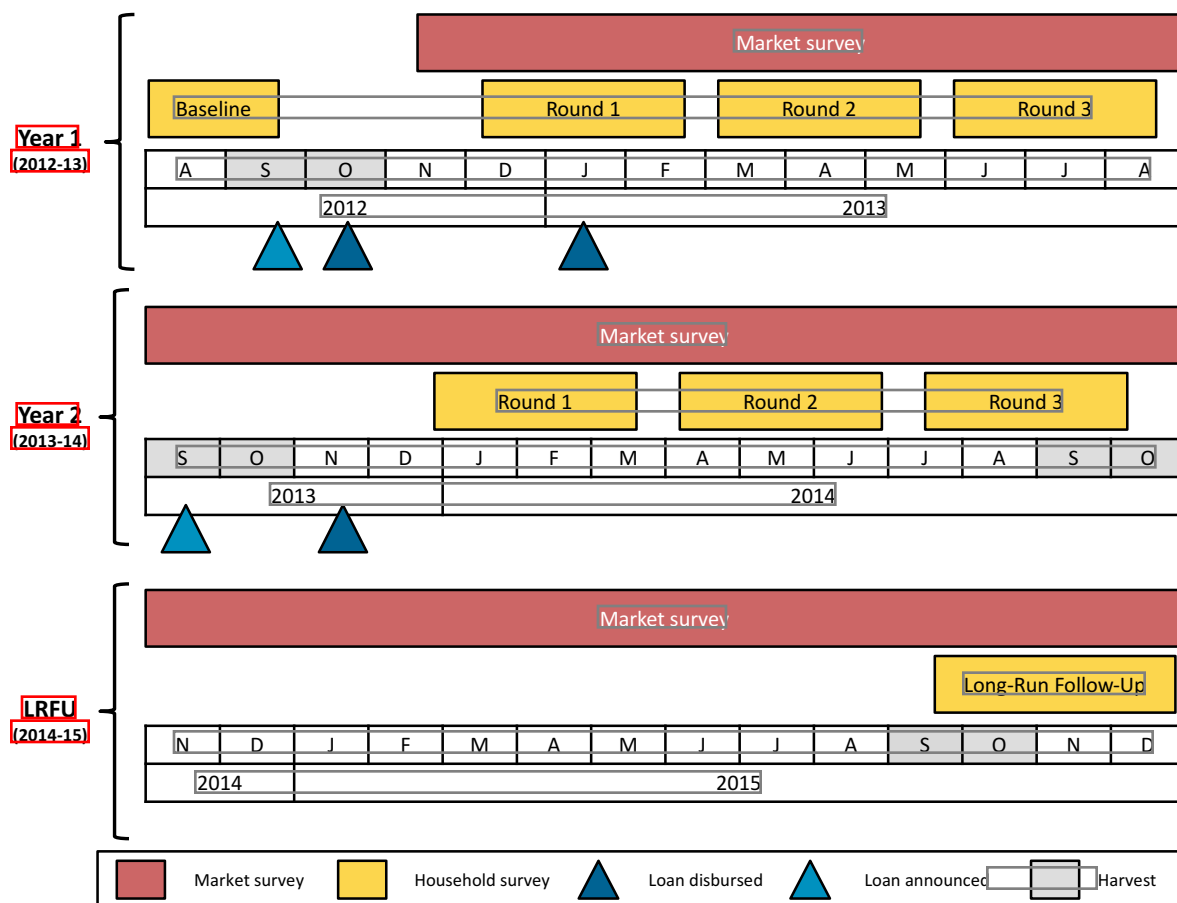 Market survey
Baseline Round 1 Round 2 Round 3
Year 1
(2012-13)
A S O N D J F M A M J J A
2012 2013
Market survey
Round 1 Round 2 Round 3
Year 2
(2013-14)
S O N D J F M A M J J A S O
2013 2014
Market survey
Long-Run Follow-Up
LRFU
(2014-15)
N D J F M A M J J A S O N D
2014 2015
Market survey Household survey Loan disbursed Loan announced Harvest